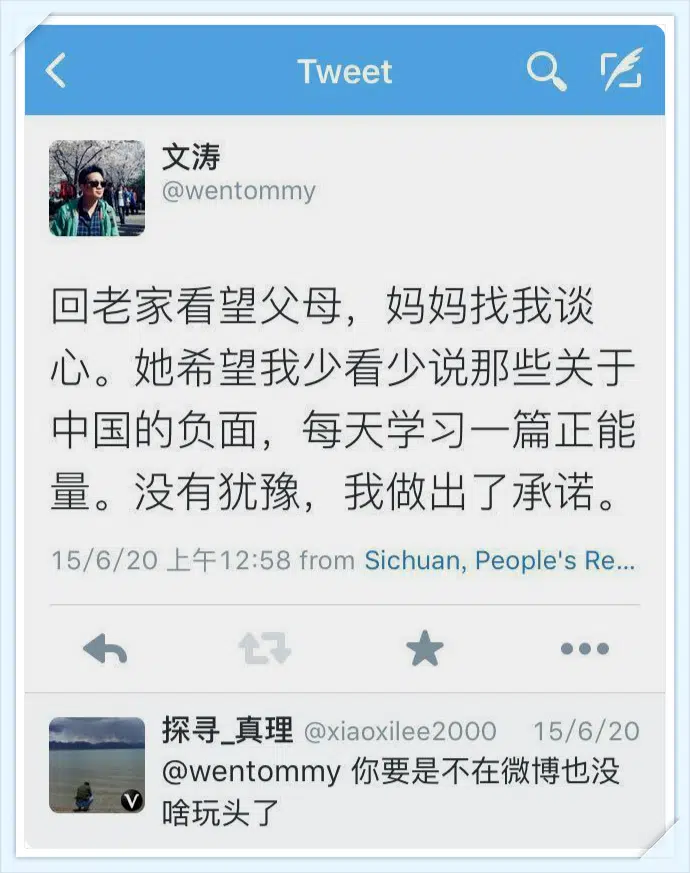 Tweet
文涛
@wentommy
回老家看望父母，妈妈找我谈
心。她希望我少看少说那些关于
中国的负面，每天学习一篇正能
量。没有犹豫，我做出了承诺。
15/6/20 上午12:58 from Sichuan, People's Re...
探寻_真理 @xiaoxilee2000 15/6/20
@wentommy 你要是不在微博也没
啥玩头了